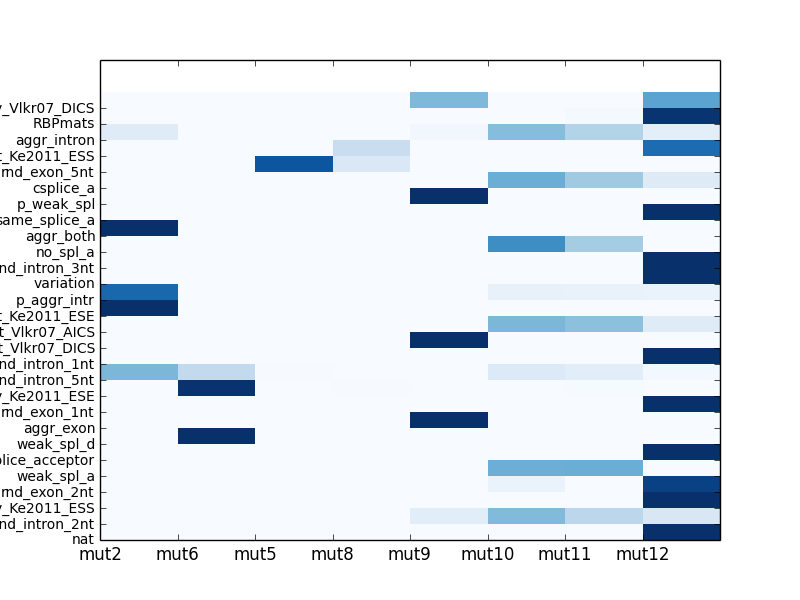 y_Vlkr07_DICS
RBPmats
aggr_intron
t_Ke2011_ESS
rnd_exon_5nt
csplice_a
p_weak_spl
same_splice_a
aggr_both
no_spl_a
nd_intron_3nt
variation
p_aggr_intr
t_Ke2011_ESE
t_Vlkr07_AICS
t_Vlkr07_DICS
nd_intron_1nt
nd_intron_5nt
y_Ke2011_ESE
rnd_exon_1nt
aggr_exon
weak_spl_d
plice_acceptor
weak_spl_a
rnd_exon_2nt
y_Ke2011_ESS
nd_intron_2nt
nat
mut2 mut6 mut5 mut8 mut9 mut10 mut11 mut12